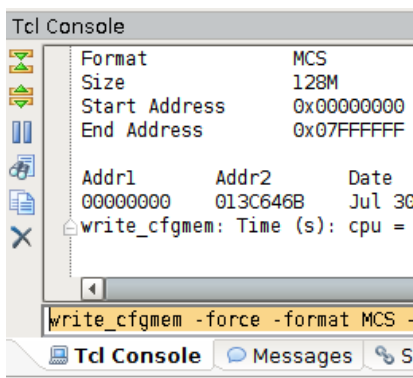 Tcl Console
Format MCS
Size 128M
Start Address 0x00000000
End Address 0x07FFFFFF
Addr1 Addr2 Date
00000000 013C646B Jul 30
write_cfgmem: Time (s): cpu =
write_cfgmem -force -format MCS -
Tcl Console Messages S